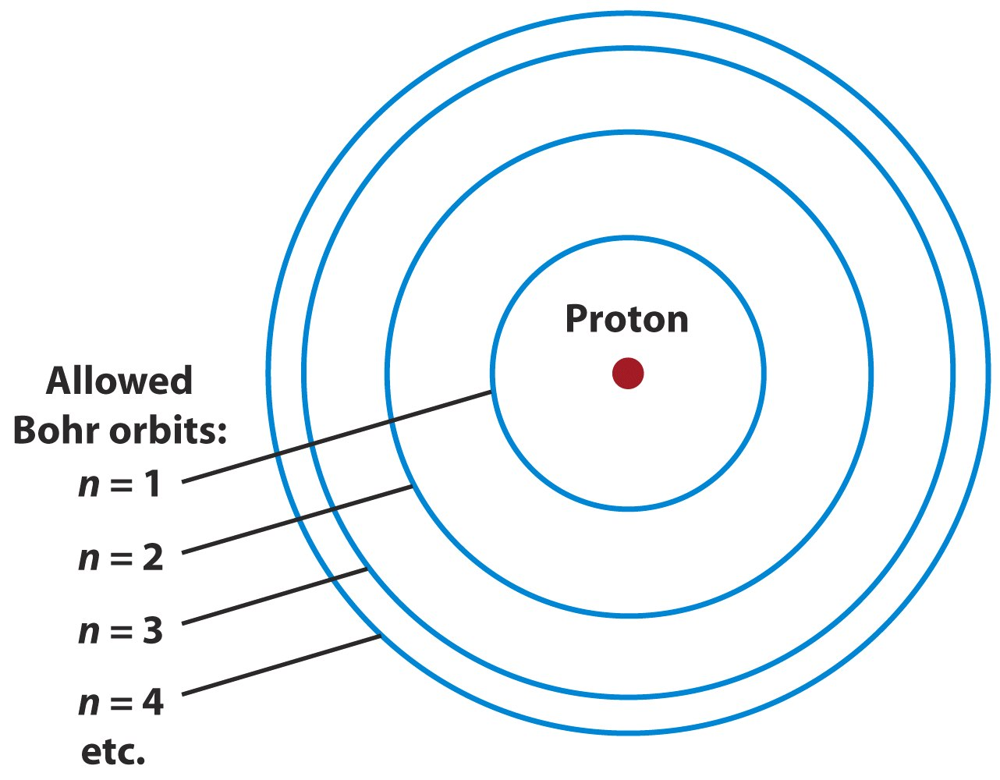 Proton
Allowed
Bohr orbits:
n = 1
n = 2
n = 3
n = 4
etc.